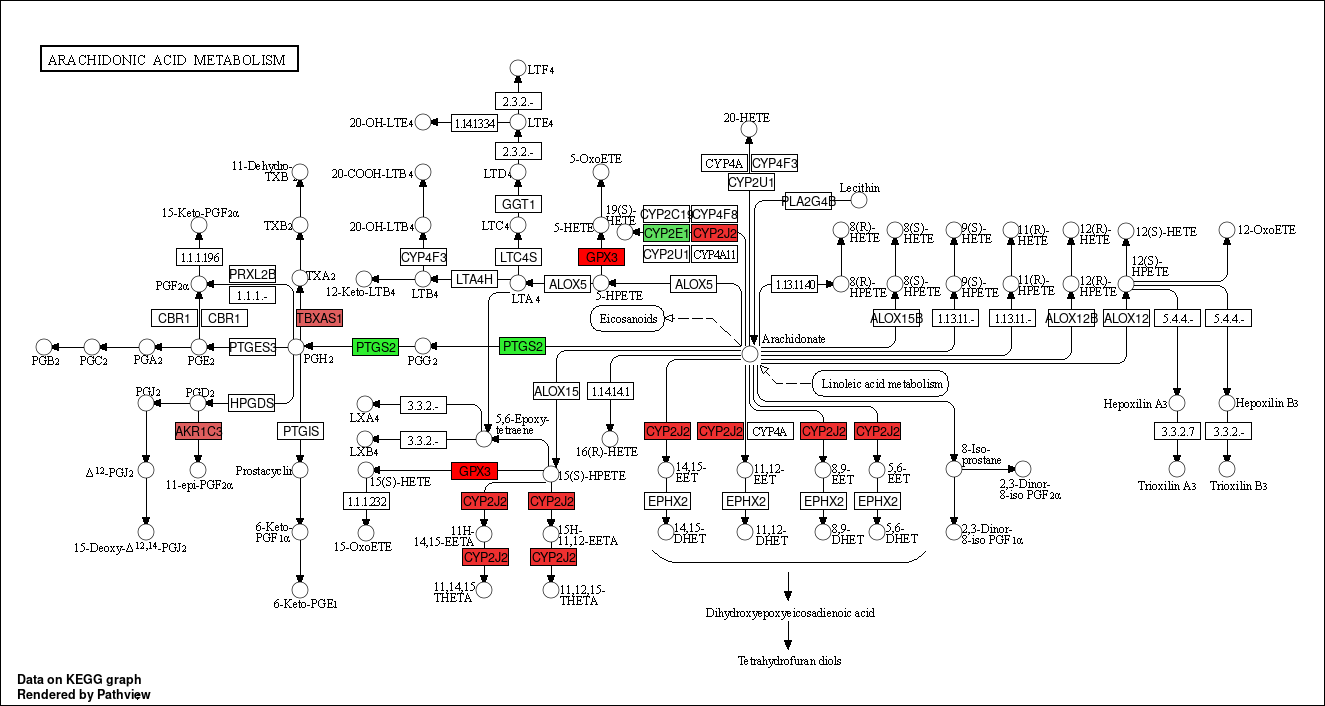 ARACHIDONIC ACID METABOLISM
LTF4
2.3.2.-
20-OH-LTE4
1.14.13.34
LTE4
20-HETE
2.3.2.-
5-OxoETE
CYP4A
CYP4F3
11-Dehydro-
TXB2
20-COOH-LTB4
LTD4
CYP2U1
Lecithin
PLA2G4B
GGT1
15-Keto-PGF2α
19(S)-
HETE
CYP2C19
CYP4F8
TXB2
20-OH-LTB4
LTC4
5-HETE
CYP2E1
CYP2J2
8(R)-
HETE
8(S)-
HETE
9(S)-
HETE
11(R)-
HETE
12(R)-
HETE
12(S)-HETE
12-OxoETE
1.1.1.196
CYP4F3
LTC4S
GPX3
CYP2U1
CYP4A11
PRXL2B
TXA2
12(S)-
HPETE
PGF2α
1.1.1.-
12-Keto-LTB4
LTB4
LTA4H
LTA4
ALOX5
5-HPETE
ALOX5
1.13.11.40
8(R)-
HPETE
8(S)-
HPETE
9(S)-
HPETE
11(R)-
HPETE
12(R)-
HPETE
CBR1
CBR1
TBXAS1
Eicosanoids
ALOX15B
1.13.11.-
1.13.11.-
ALOX12B
ALOX12
5.4.4.-
5.4.4.-
PGB2
PGC2
PGA2
PGE2
PTGES3
PGH2
PTGS2
PGG2
PTGS2
Arachidonate
Linoleic acid metabolism
PGJ2
PGD2
HPGDS
ALOX15
1.14.14.1
LXA4
3.3.2.-
5,6-Epoxy-
tetraene
Hepoxilin A3
Hepoxilin B3
AKR1C3
PTGIS
LXB4
3.3.2.-
16(R)-HETE
CYP2J2
CYP2J2
CYP4A
CYP2J2
CYP2J2
3.3.2.7
3.3.2.-
8-Iso-
prostane
Δ12-PGJ2
11-epi-PGF2α
Prostacyclin
15(S)-HETE
GPX3
15(S)-HPETE
14,15-
EET
11,12-
EET
8,9-
EET
5,6-
EET
2,3-Dinor-
8-iso PGF2α
Trioxilin A3
Trioxilin B3
1.1.1.232
CYP2J2
CYP2J2
EPHX2
EPHX2
EPHX2
EPHX2
15-Deoxy-Δ12,14-PGJ2
6-Keto-
PGF1α
15-OxoETE
11H-
14,15-EETA
15H-
11,12-EETA
14,15-
DHET
11,12-
DHET
8,9-
DHET
5,6-
DHET
2,3-Dinor-
8-iso PGF1α
CYP2J2
CYP2J2
6-Keto-PGE1
11,14,15-
THETA
11,12,15-
THETA
Dihydroxyepoxyeicosadienoic acid
Tetrahydrofuran diols
Data on KEGG graph
Rendered by Pathview